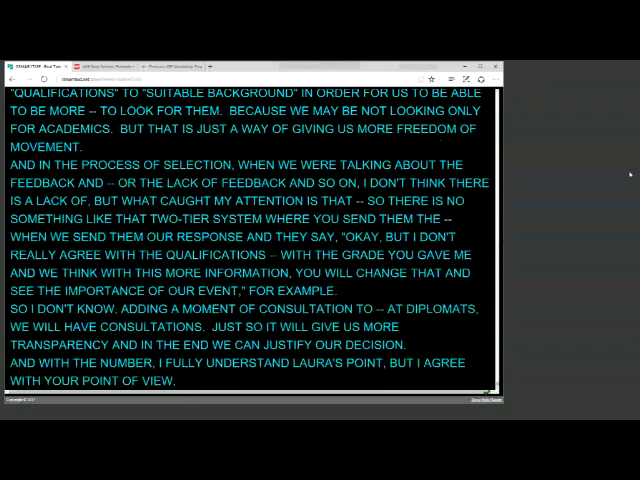 "QUALIFICATIONS" TO "SUITABLE BACKGROUND" IN ORDER FOR US TO BE ABLE
TO BE MORE -- TO LOOK FOR THEM.  BECAUSE WE MAY BE NOT LOOKING ONLY
FOR ACADEMICS.  BUT THAT IS JUST A WAY OF GIVING US MORE FREEDOM OF
MOVEMENT.
AND IN THE PROCESS OF SELECTION, WHEN WE WERE TALKING ABOUT THE
FEEDBACK AND -- OR THE LACK OF FEEDBACK AND SO ON, I DON'T THINK THERE
IS A LACK OF, BUT WHAT CAUGHT MY ATTENTION IS THAT -- SO THERE IS NO
SOMETHING LIKE THAT TWO-TIER SYSTEM WHERE YOU SEND THEM THE --
WHEN WE SEND THEM OUR RESPONSE AND THEY SAY, "OKAY, BUT I DON'T
REALLY AGREE WITH THE QUALIFICATIONS -- WITH THE GRADE YOU GAVE ME
AND WE THINK WITH THIS MORE INFORMATION, YOU WILL CHANGE THAT AND
SEE THE IMPORTANCE OF OUR EVENT," FOR EXAMPLE.
SO I DON'T KNOW, ADDING A MOMENT OF CONSULTATION TO -- AT DIPLOMATS,
WE WILL HAVE CONSULTATIONS.  JUST SO IT WILL GIVE US MORE
TRANSPARENCY AND IN THE END WE CAN JUSTIFY OUR DECISION.
AND WITH THE NUMBER, I FULLY UNDERSTAND LAURA'S POINT, BUT I AGREE
WITH YOUR POINT OF VIEW,